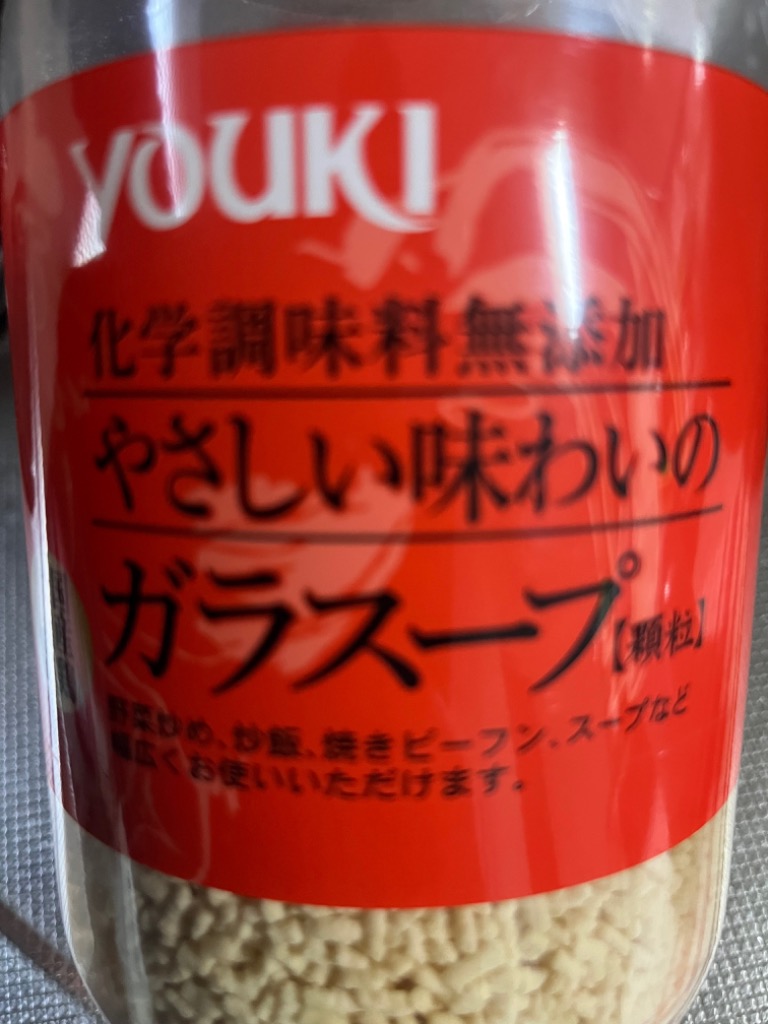 YOUKI
化学調味料無添加
やさしい味わいの
ガラスープ【顆粒】
野菜炒め、炒飯、焼きビーフン、スープなど
幅広くお使いいただけます。